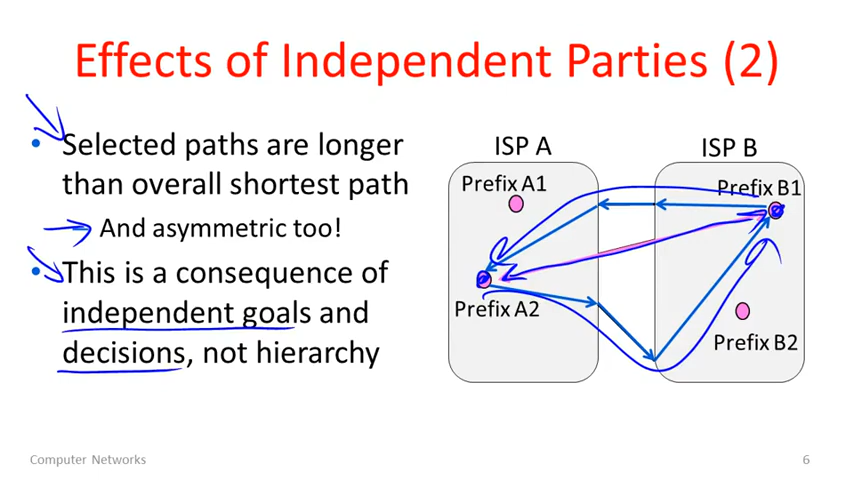 Effects of Independent Parties (2)
• Selected paths are longer
than overall shortest path
And asymmetric too!
• This is a consequence of
independent goals and
decisions, not hierarchy
ISP A
ISP B
Prefix A1
Prefix B1
Prefix A2
Prefix B2
Computer Networks
6